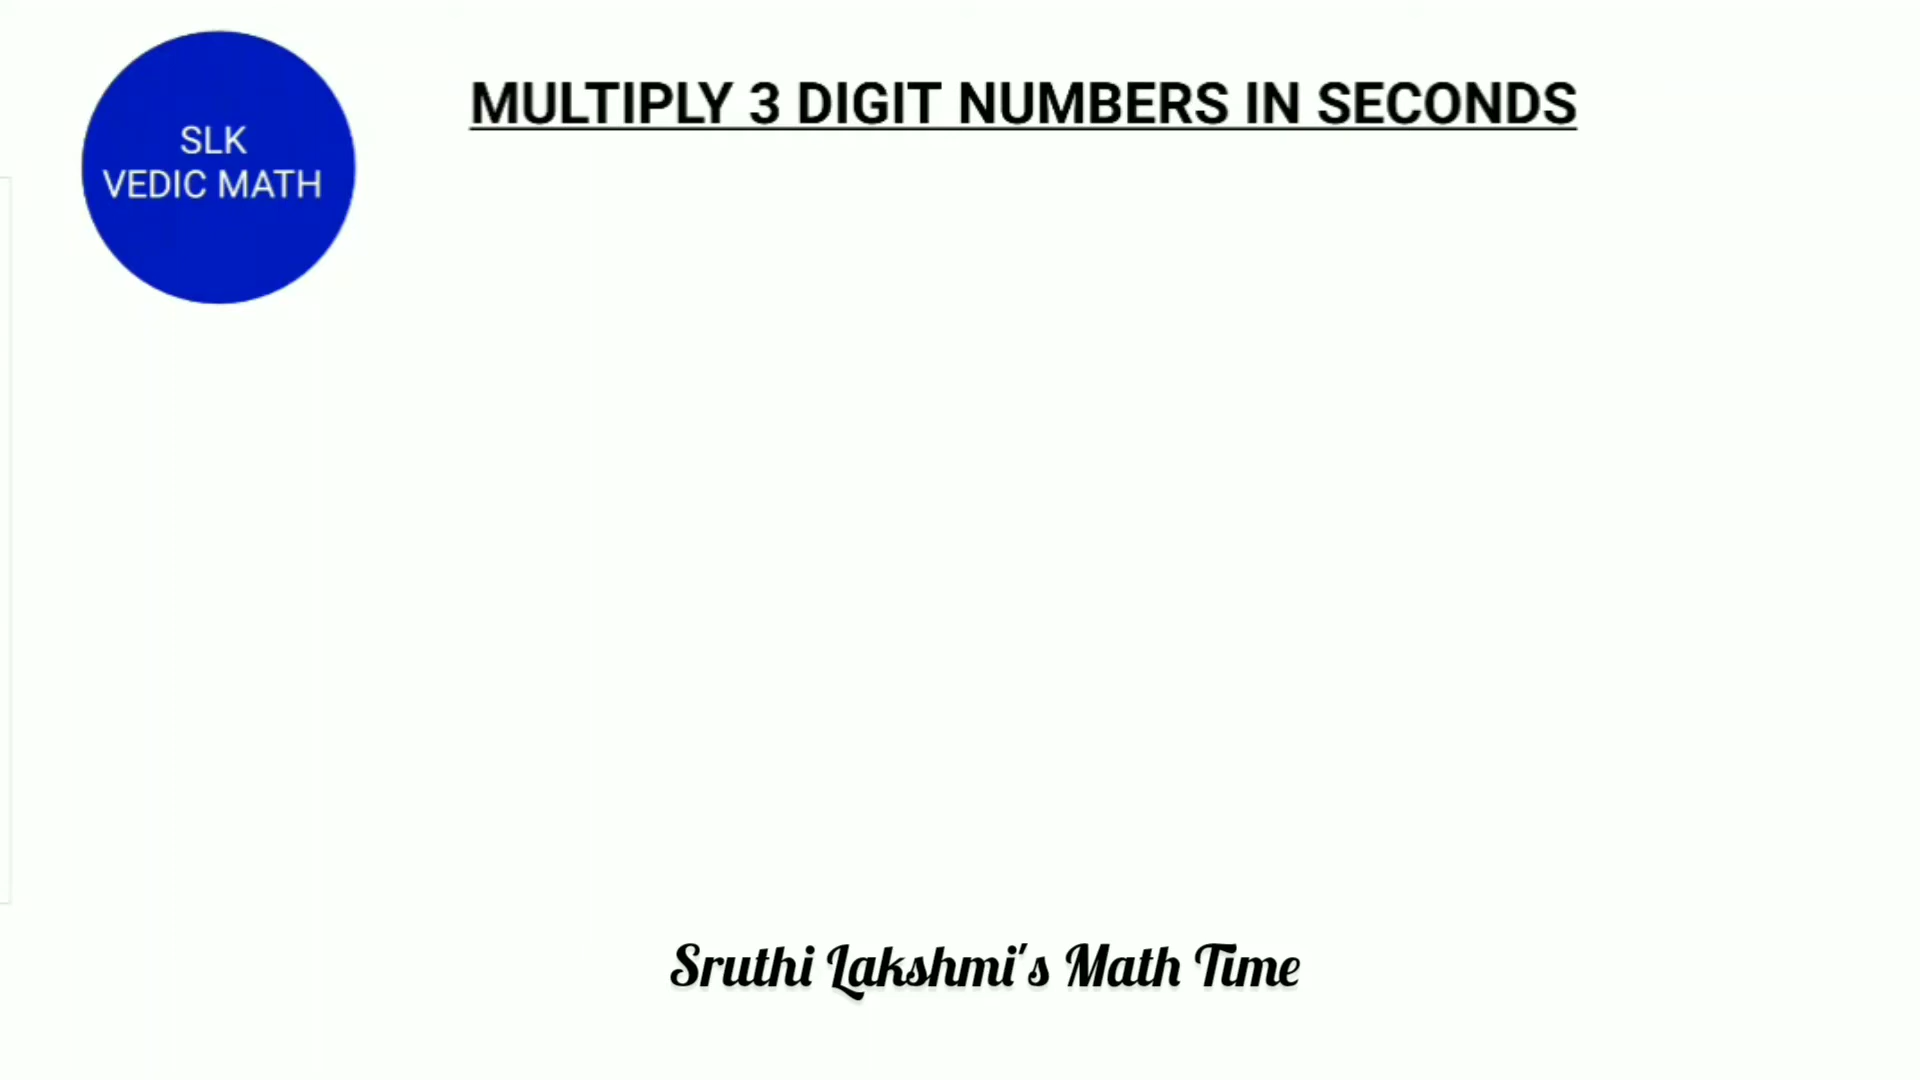 SLK
VEDIC MATH
MULTIPLY 3 DIGIT NUMBERS IN SECONDS
Sruthi Lakshmi's Math Time